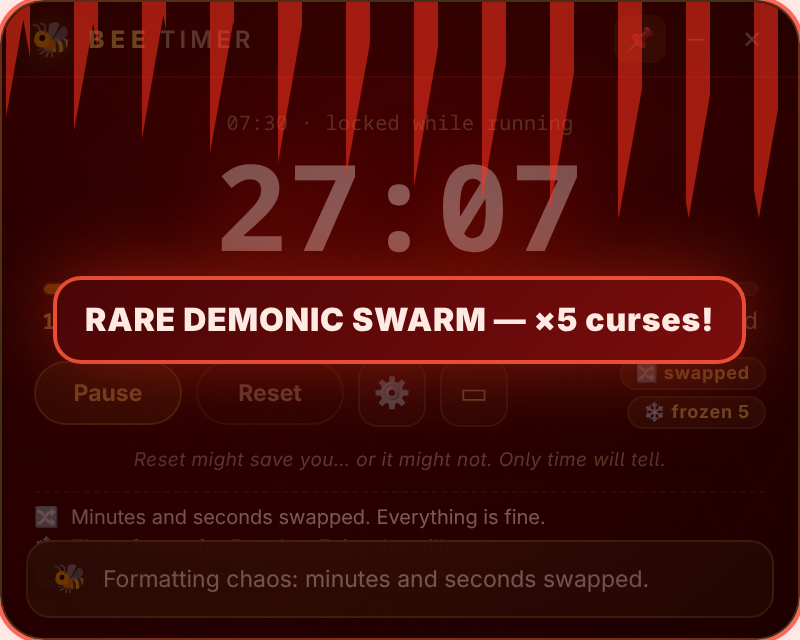 BEE TIMER
07:30 · locked while running
27:07
RARE DEMONIC SWARM — ×5 curses!
Pause
Reset
swapped
frozen 5
Reset might save you... or it might not. Only time will tell.
Minutes and seconds swapped. Everything is fine.
Formatting chaos: minutes and seconds swapped.